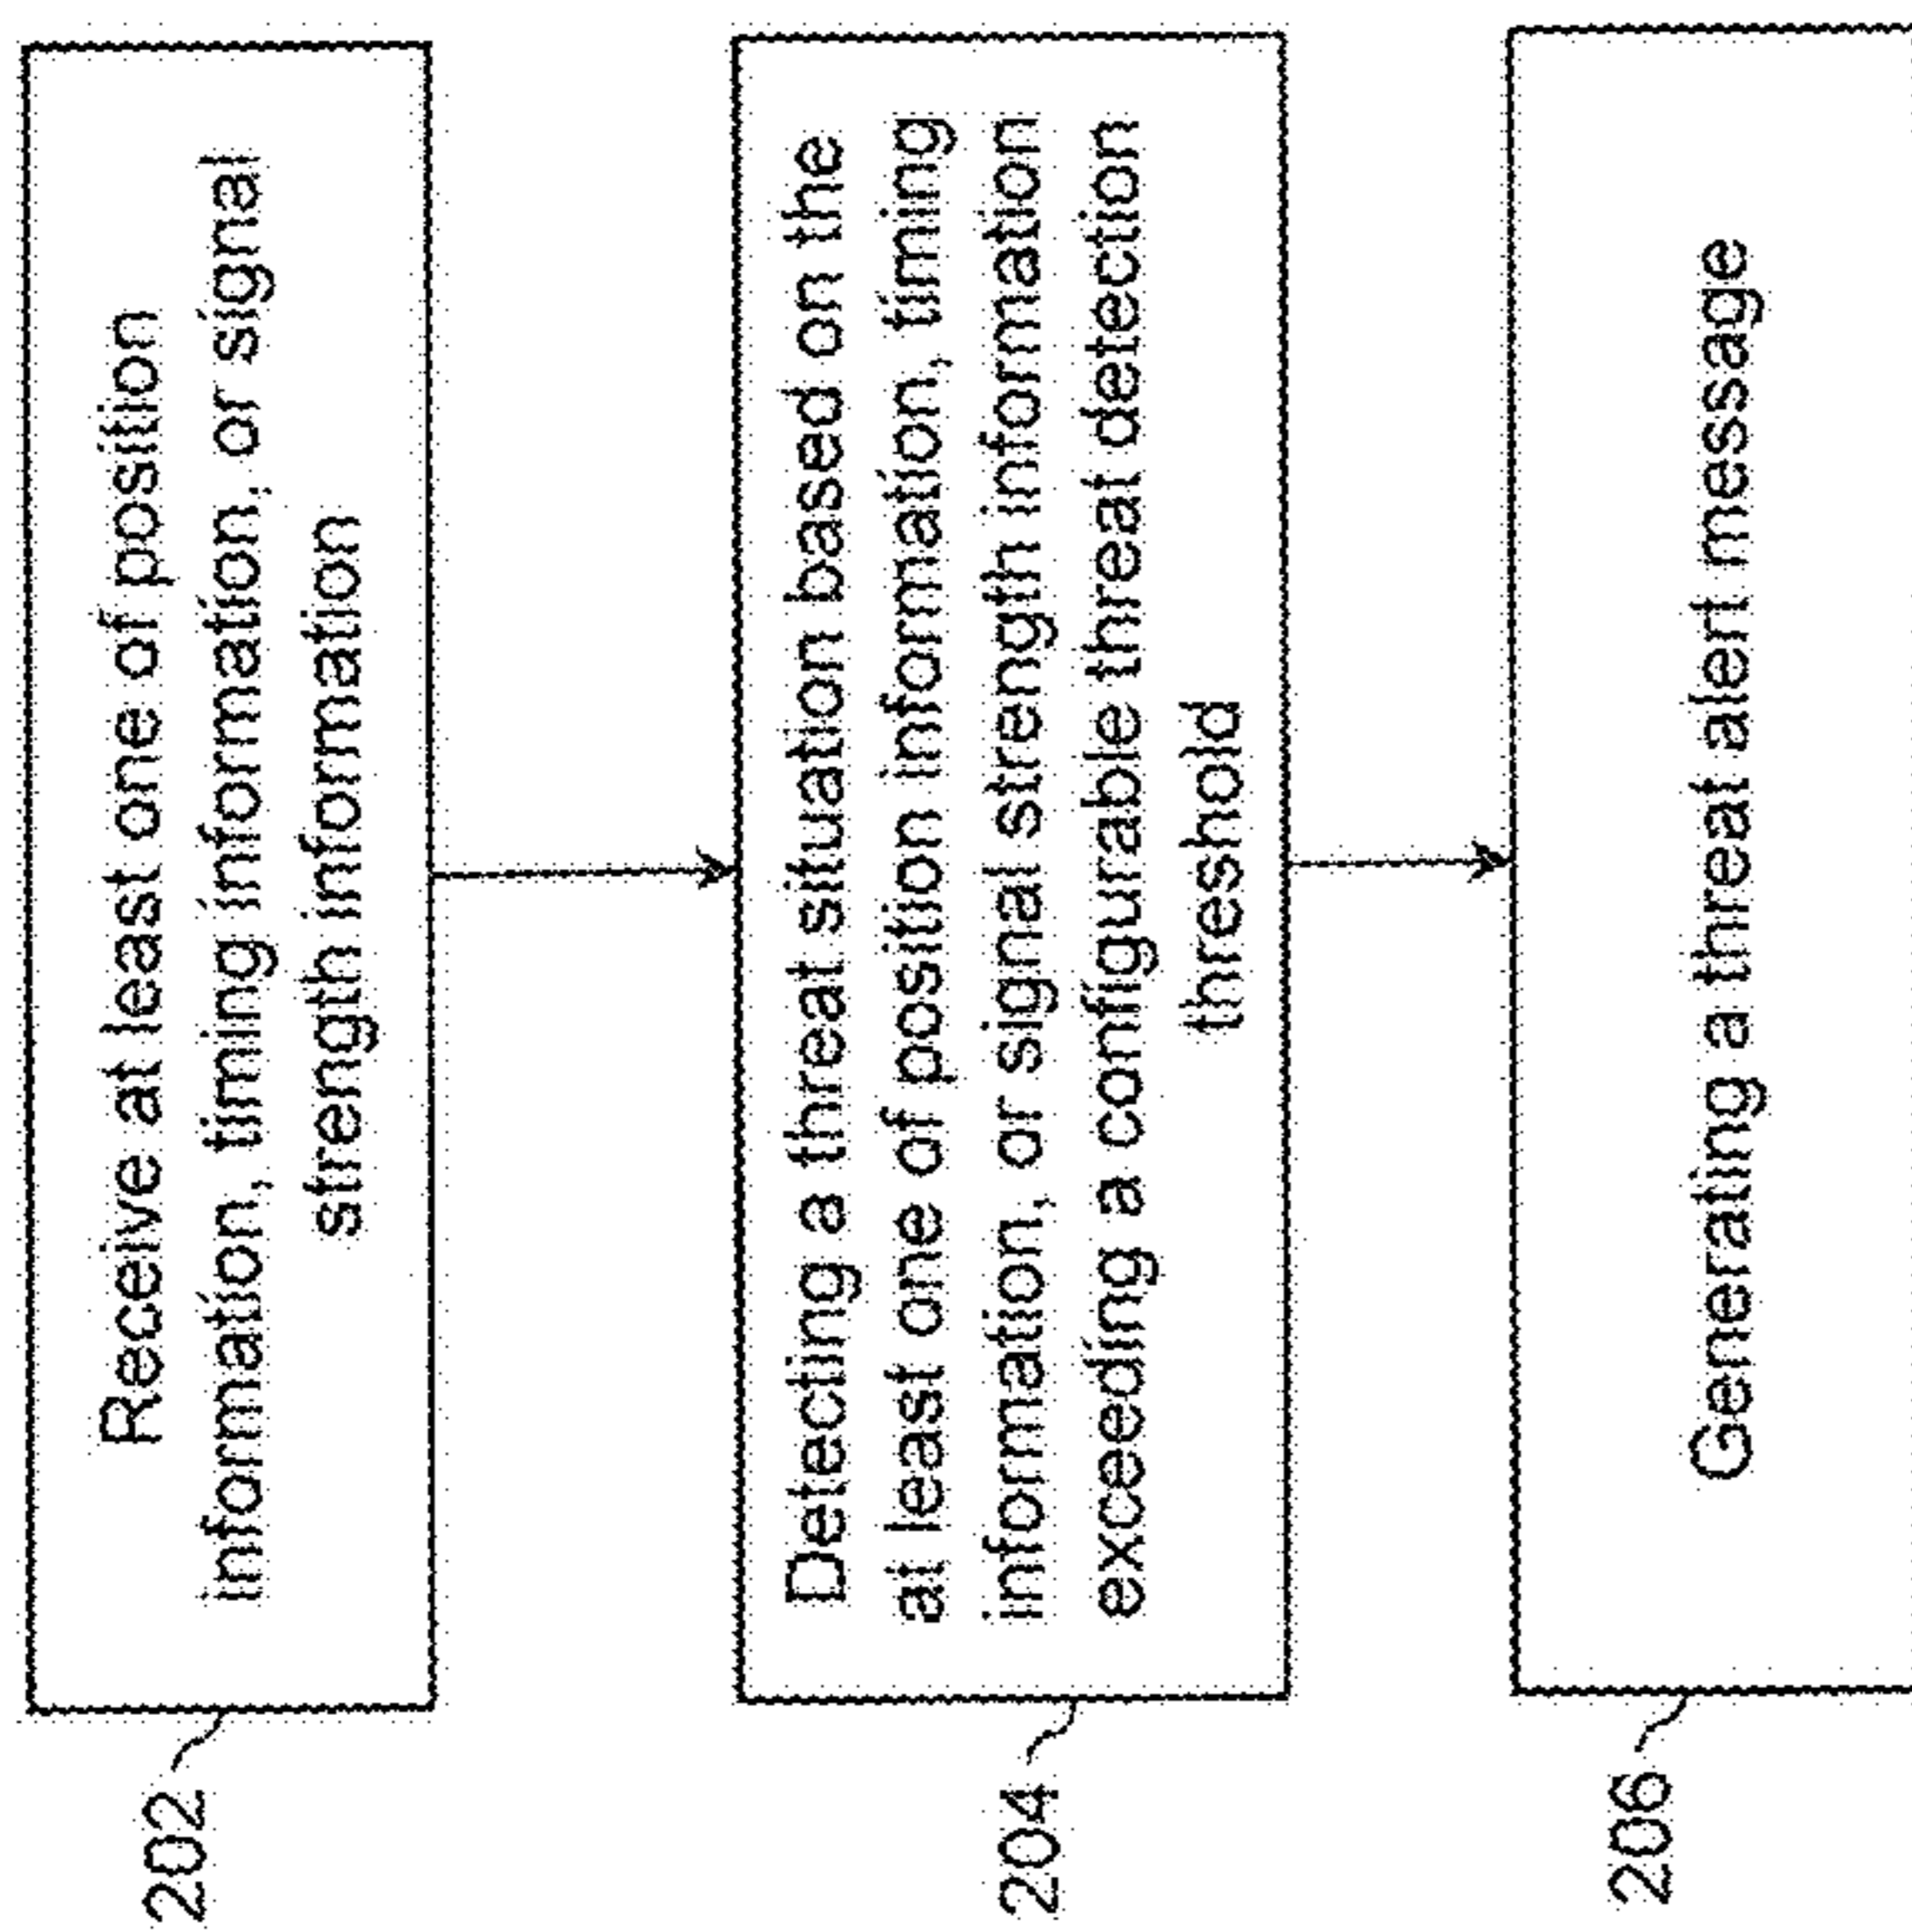 202
Receive at least one of position
information, timing information, or signal
strength information
204
Detecting a threat situation based on the
at least one of position information, timing
information, or signal strength information
exceeding a configurable threat detection
threshold
206
Generating a threat alert message